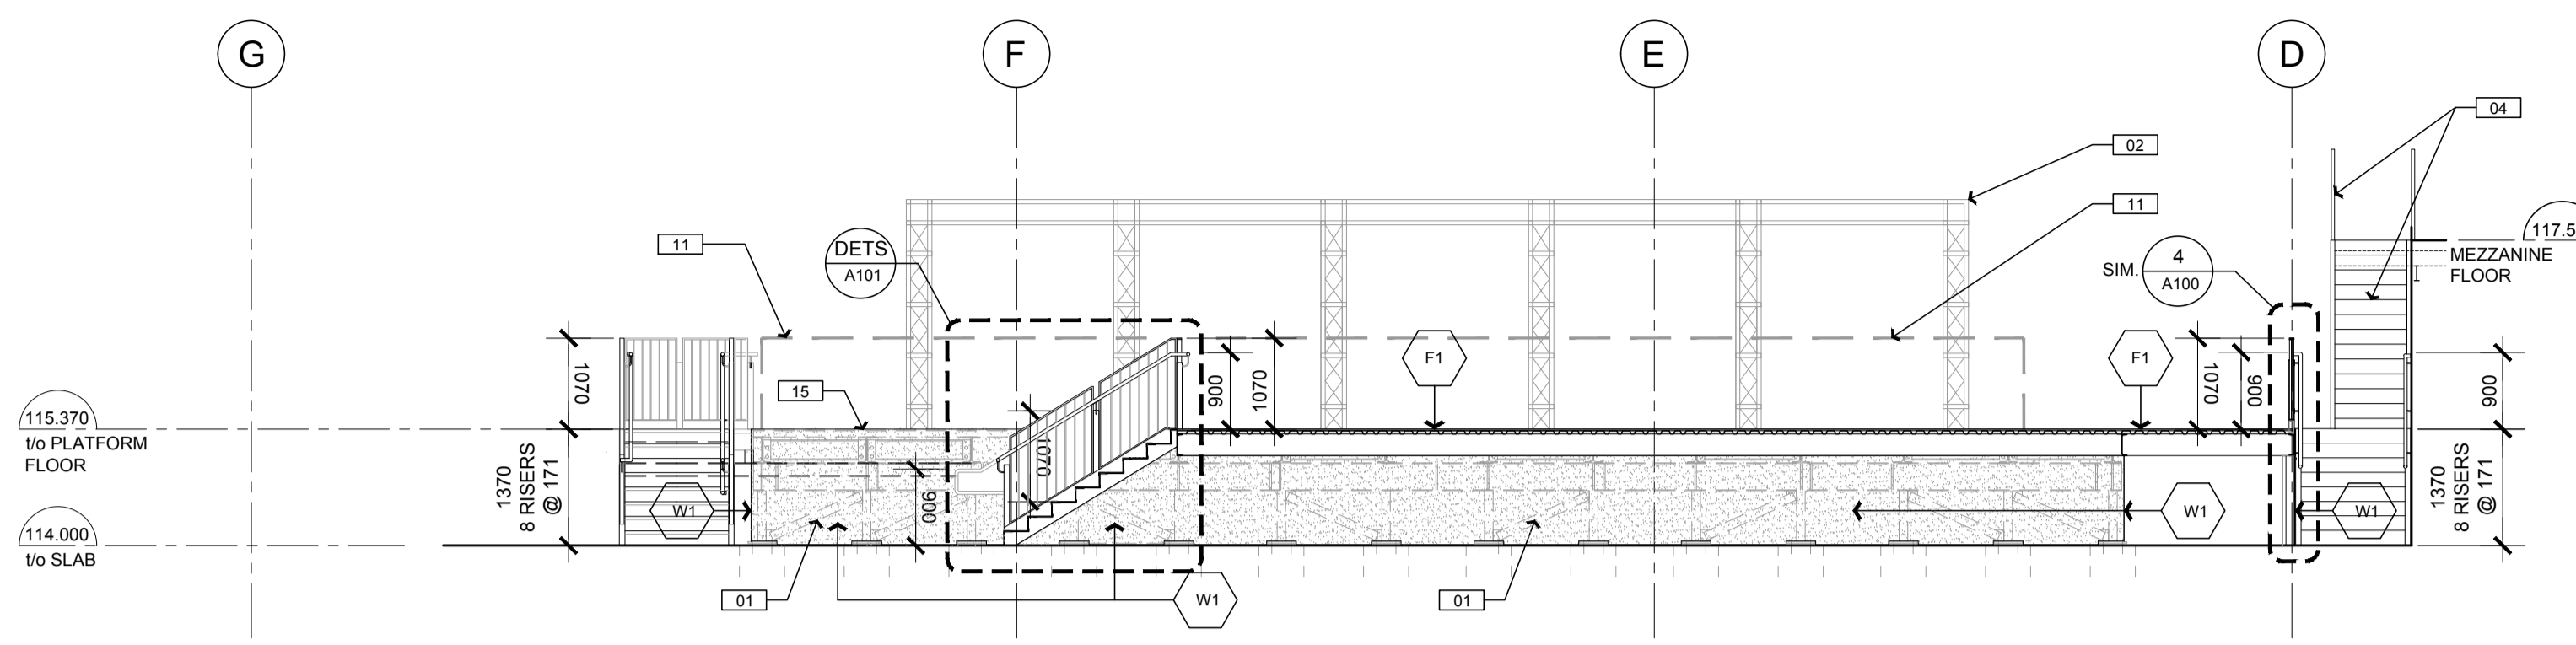 G
F
E
D
04
02
11
11
DETS
A101
SIM.
4
A100
117.5
MEZZANINE
FLOOR
1070
15
900
1070
F1
F1
1070
900
900
115.370
t/o PLATFORM
FLOOR
1070
1370
8 RISERS
@ 171
W1
900
W1
W1
1370
8 RISERS
@ 171
114.000
t/o SLAB
01
W1
01